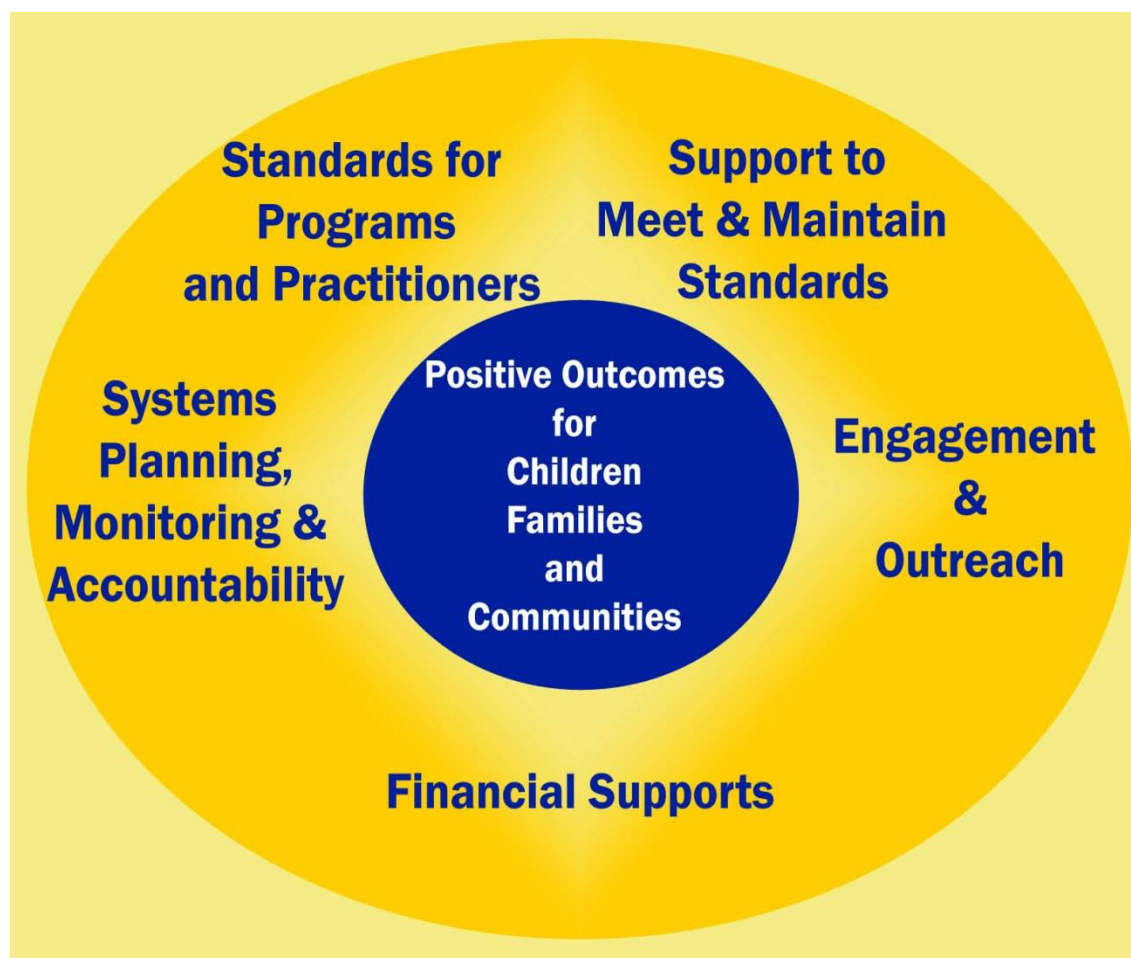 Standards for
Programs
and Practitioners
Support to
Meet & Maintain
Standards
Systems
Planning,
Monitoring &
Accountability
Positive Outcomes
for
Children
Families
and
Communities
Engagement
&
Outreach
Financial Supports